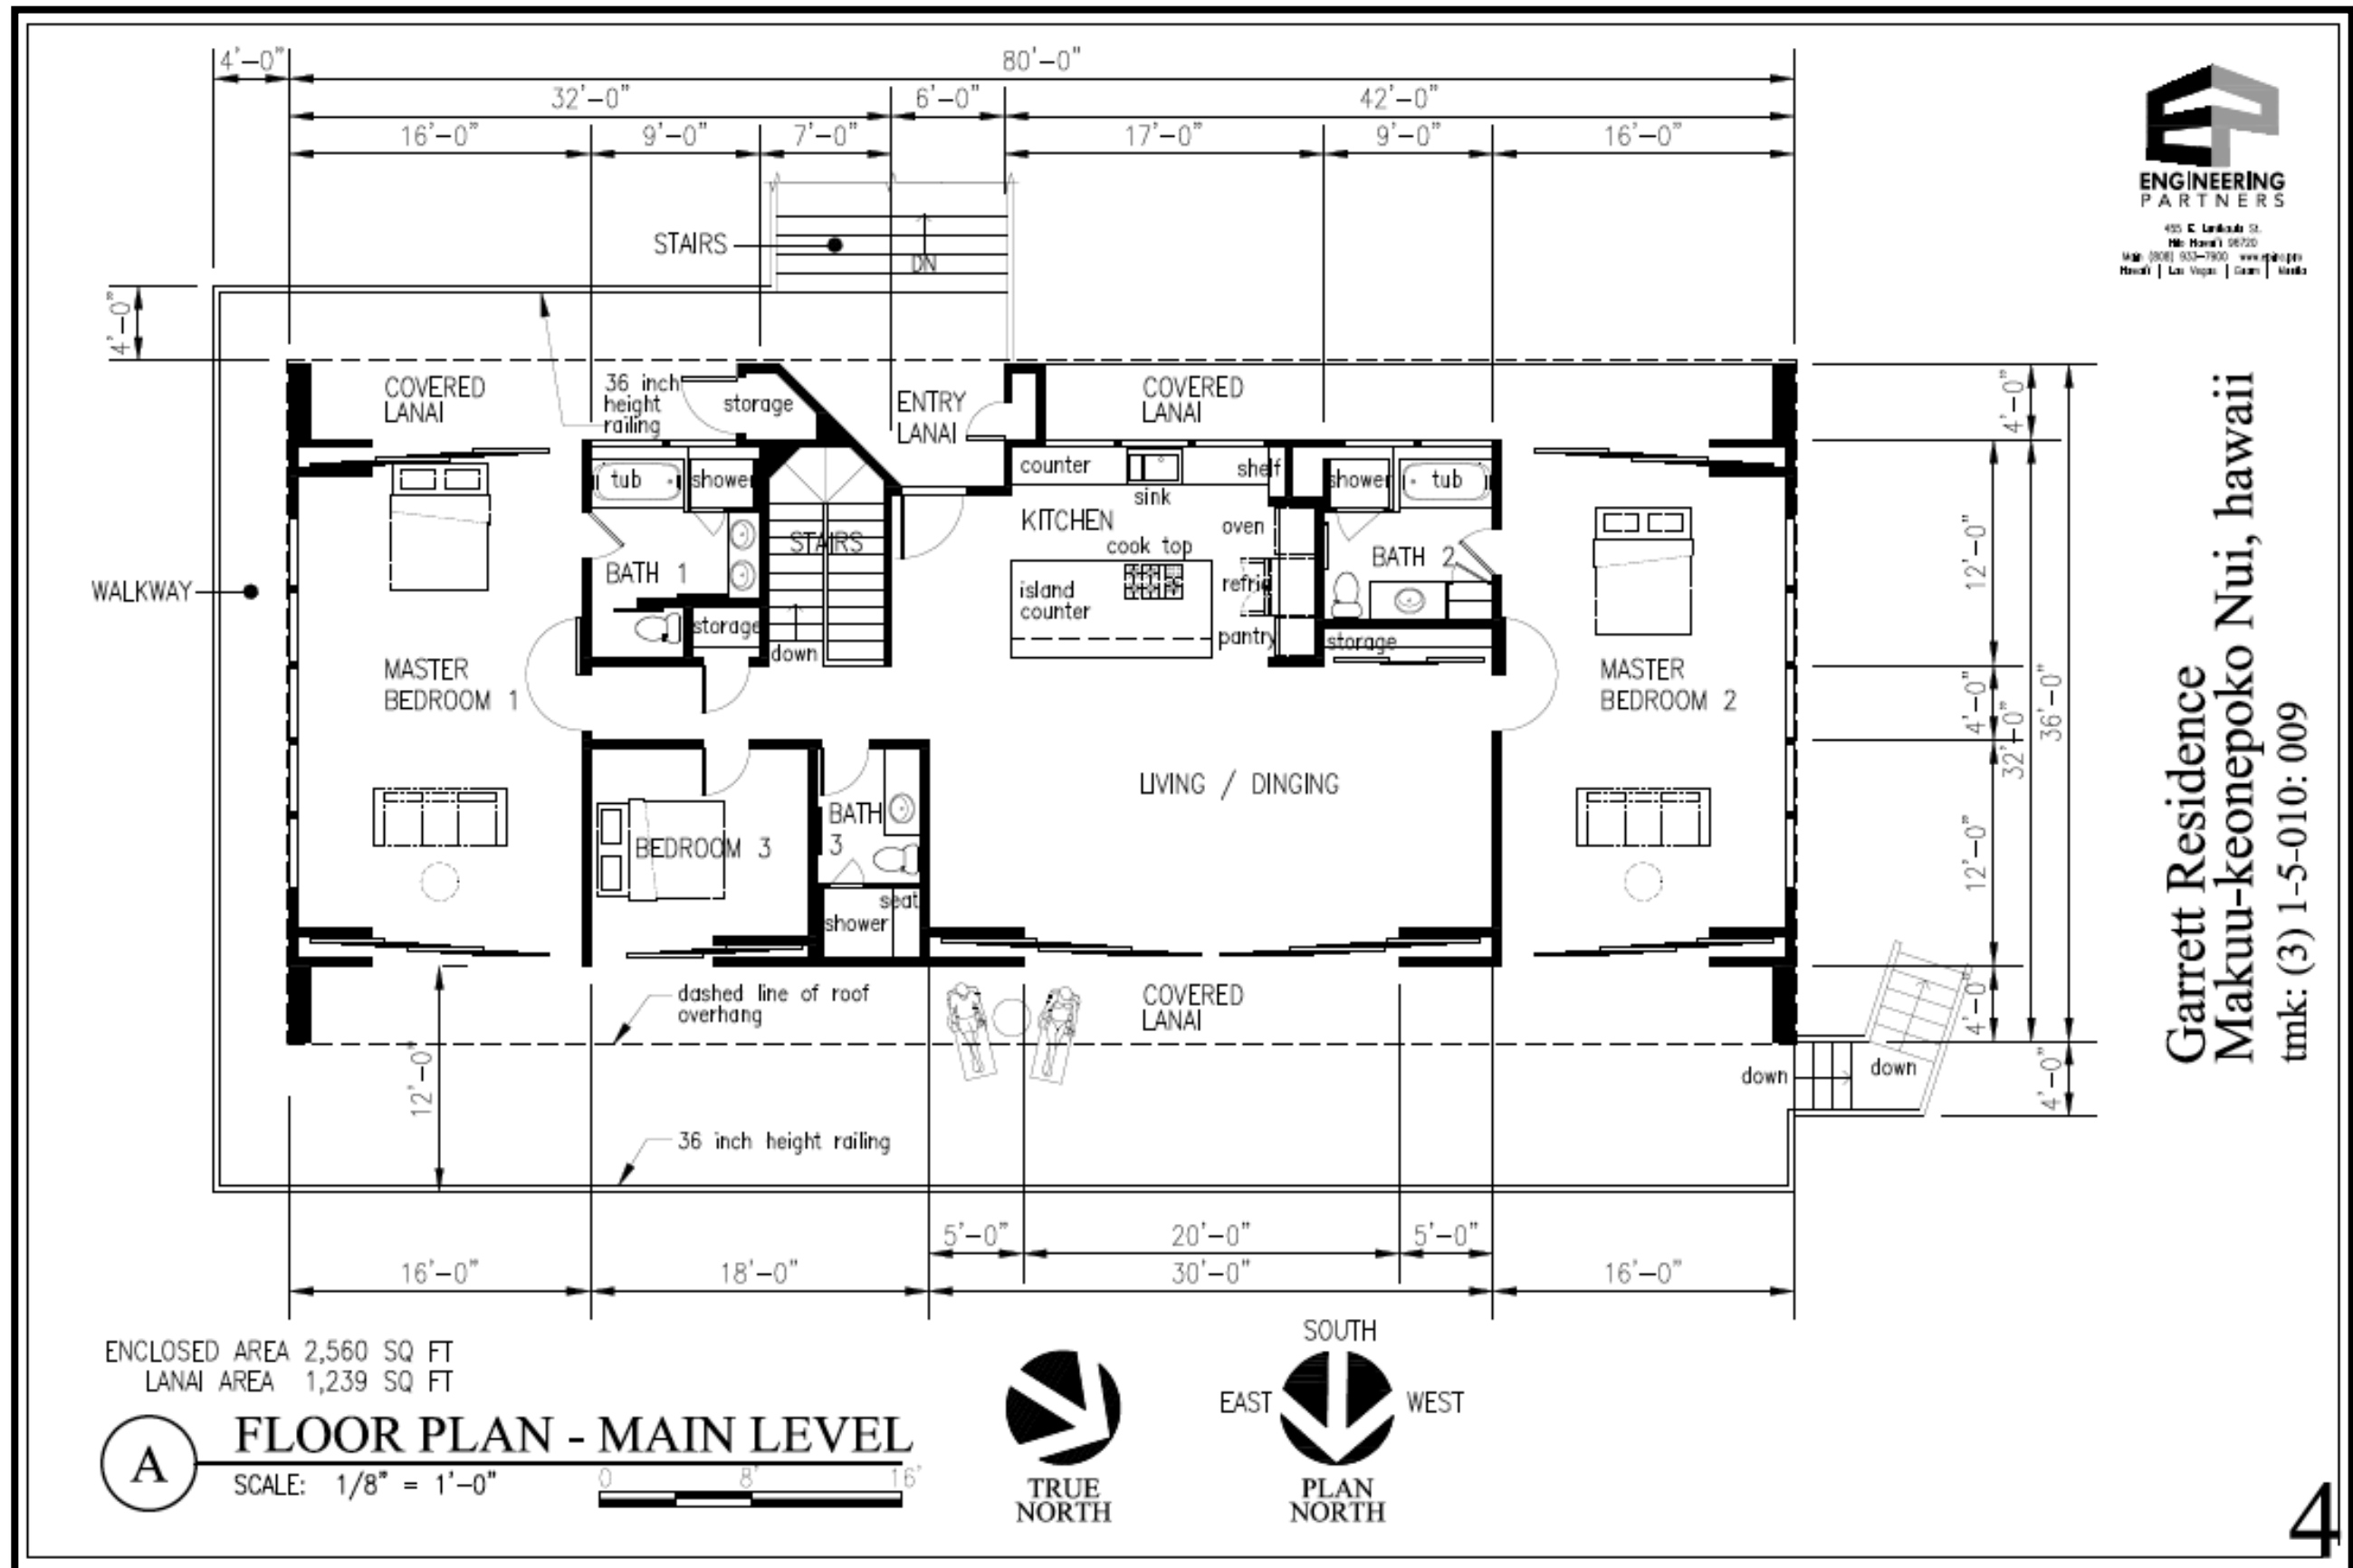 4'-0"
80'-0"
32'-0"
6'-0"
42'-0"
16'-0"
9'-0"
7'-0"
17'-0"
9'-0"
16'-0"
ENGINEERING
PARTNERS
Hawai'i | Las Vegas | Guam | Manila
STAIRS
DN
4'-0"
COVERED
LANAI
36 inch
height
railing
storage
ENTRY
LANAI
COVERED
LANAI
4'-0"
tub
shower
counter
sink
shelf
shower
tub
STAIRS
KITCHEN
oven
cook top
BATH 1
BATH 2
12'-0"
WALKWAY
island
counter
refrig
storage
down
pantry
storage
MASTER
BEDROOM 1
MASTER
BEDROOM 2
4'-0"
32'-0"
36'-0"
LIVING / DINGING
BATH
3
BEDROOM 3
12'-0"
seat
shower
dashed line of roof
overhang
COVERED
LANAI
4'-0"
12'-0"
down
down
4'-0"
36 inch height railing
5'-0"
20'-0"
5'-0"
16'-0"
18'-0"
30'-0"
16'-0"
Garrett Residence
Makuu-keonepoko Nui, hawaii
tmk: (3) 1-5-010: 009
ENCLOSED AREA 2,560 SQ FT
LANAI AREA 1,239 SQ FT
A
FLOOR PLAN - MAIN LEVEL
SCALE: 1/8" = 1'-0"
0 8' 16'
TRUE
NORTH
SOUTH
EAST
WEST
PLAN
NORTH
4